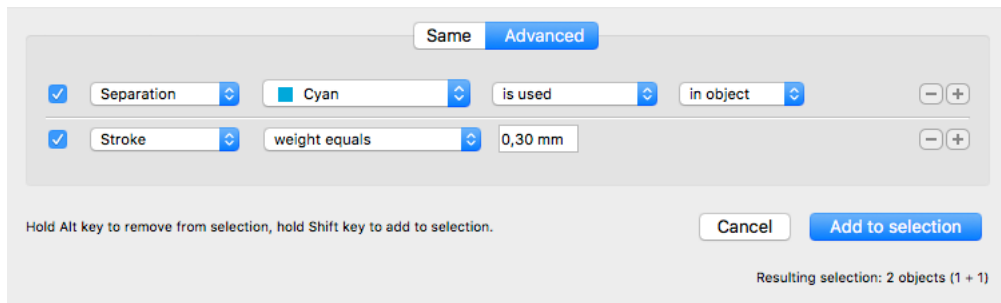 Same Advanced
Separation Cyan is used in object
Stroke weight equals 0,30 mm
Hold Alt key to remove from selection, hold Shift key to add to selection. Cancel Add to selection
Resulting selection: 2 objects (1 + 1)